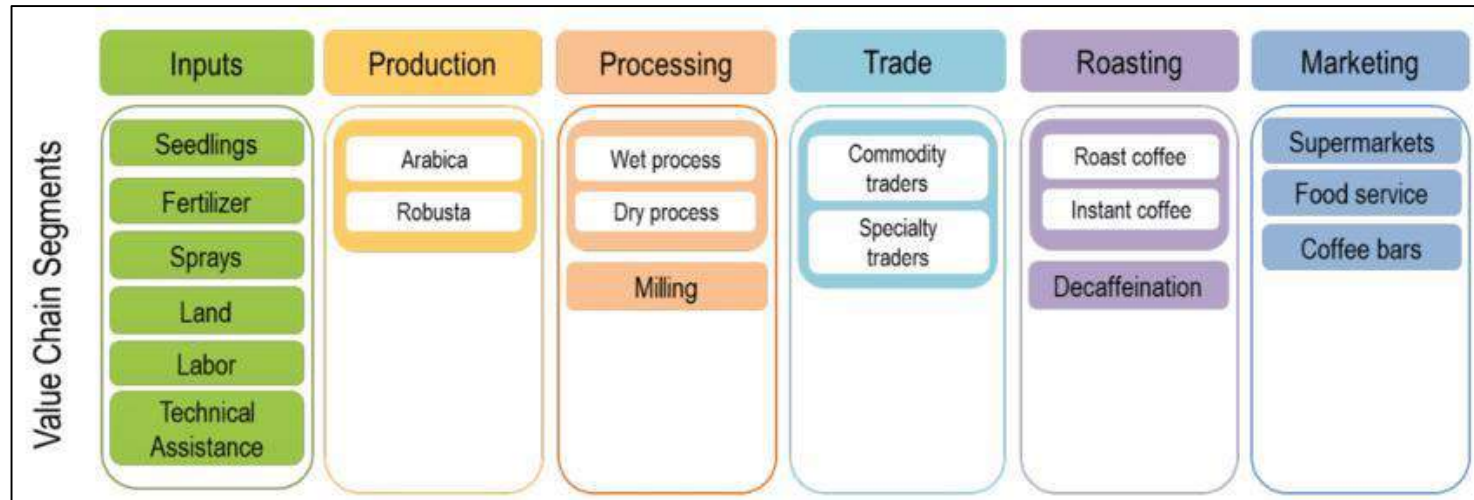 Value Chain Segments
Inputs
Seedlings
Fertilizer
Sprays
Land
Labor
Technical
Assistance
Production
Arabica
Robusta
Processing
Wet process
Dry process
Milling
Trade
Commodity
traders
Specialty
traders
Roasting
Roast coffee
Instant coffee
Decaffeination
Marketing
Supermarkets
Food service
Coffee bars